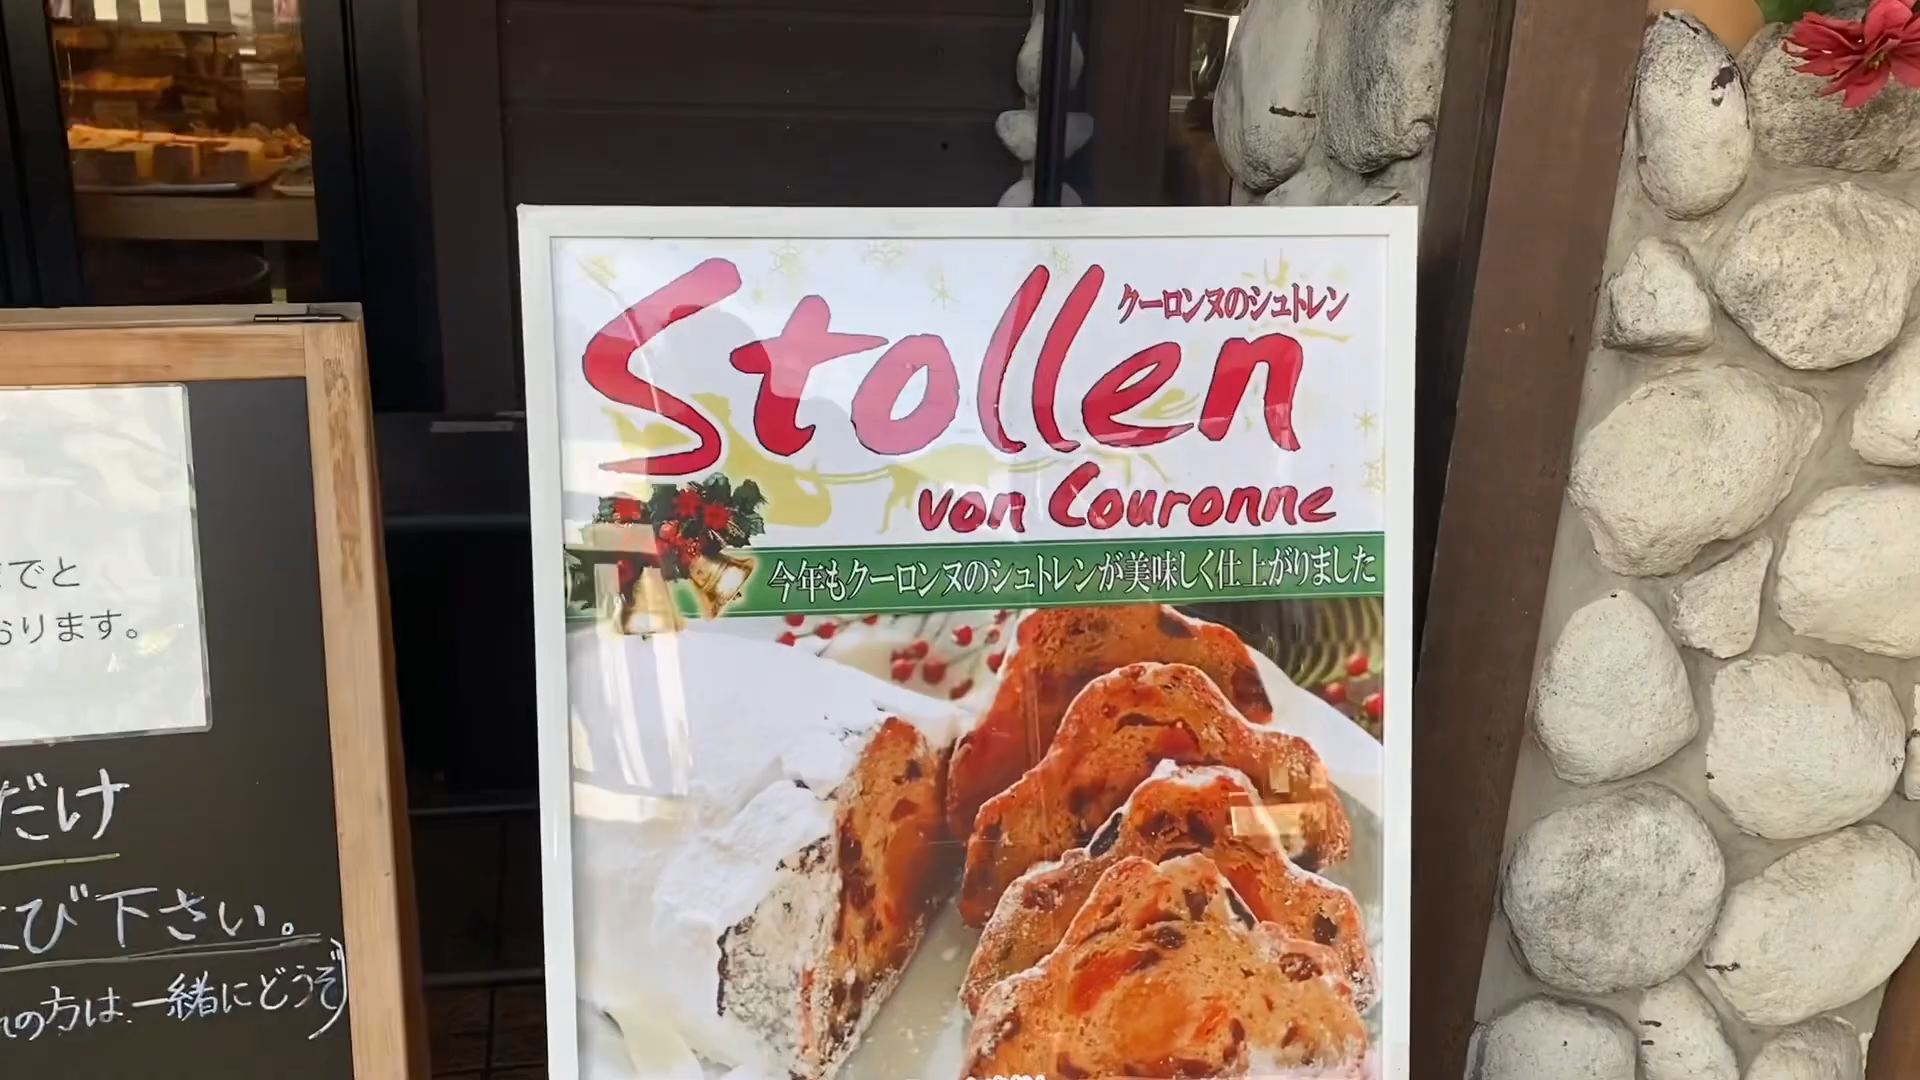 Stollen
クーロンヌのシュトレン
von Couronne
今年もクーロンヌのシュトレンが美味しく仕上がりました
でと
おります。
だけ
び下さい。
の方は、一緒にどうぞ)